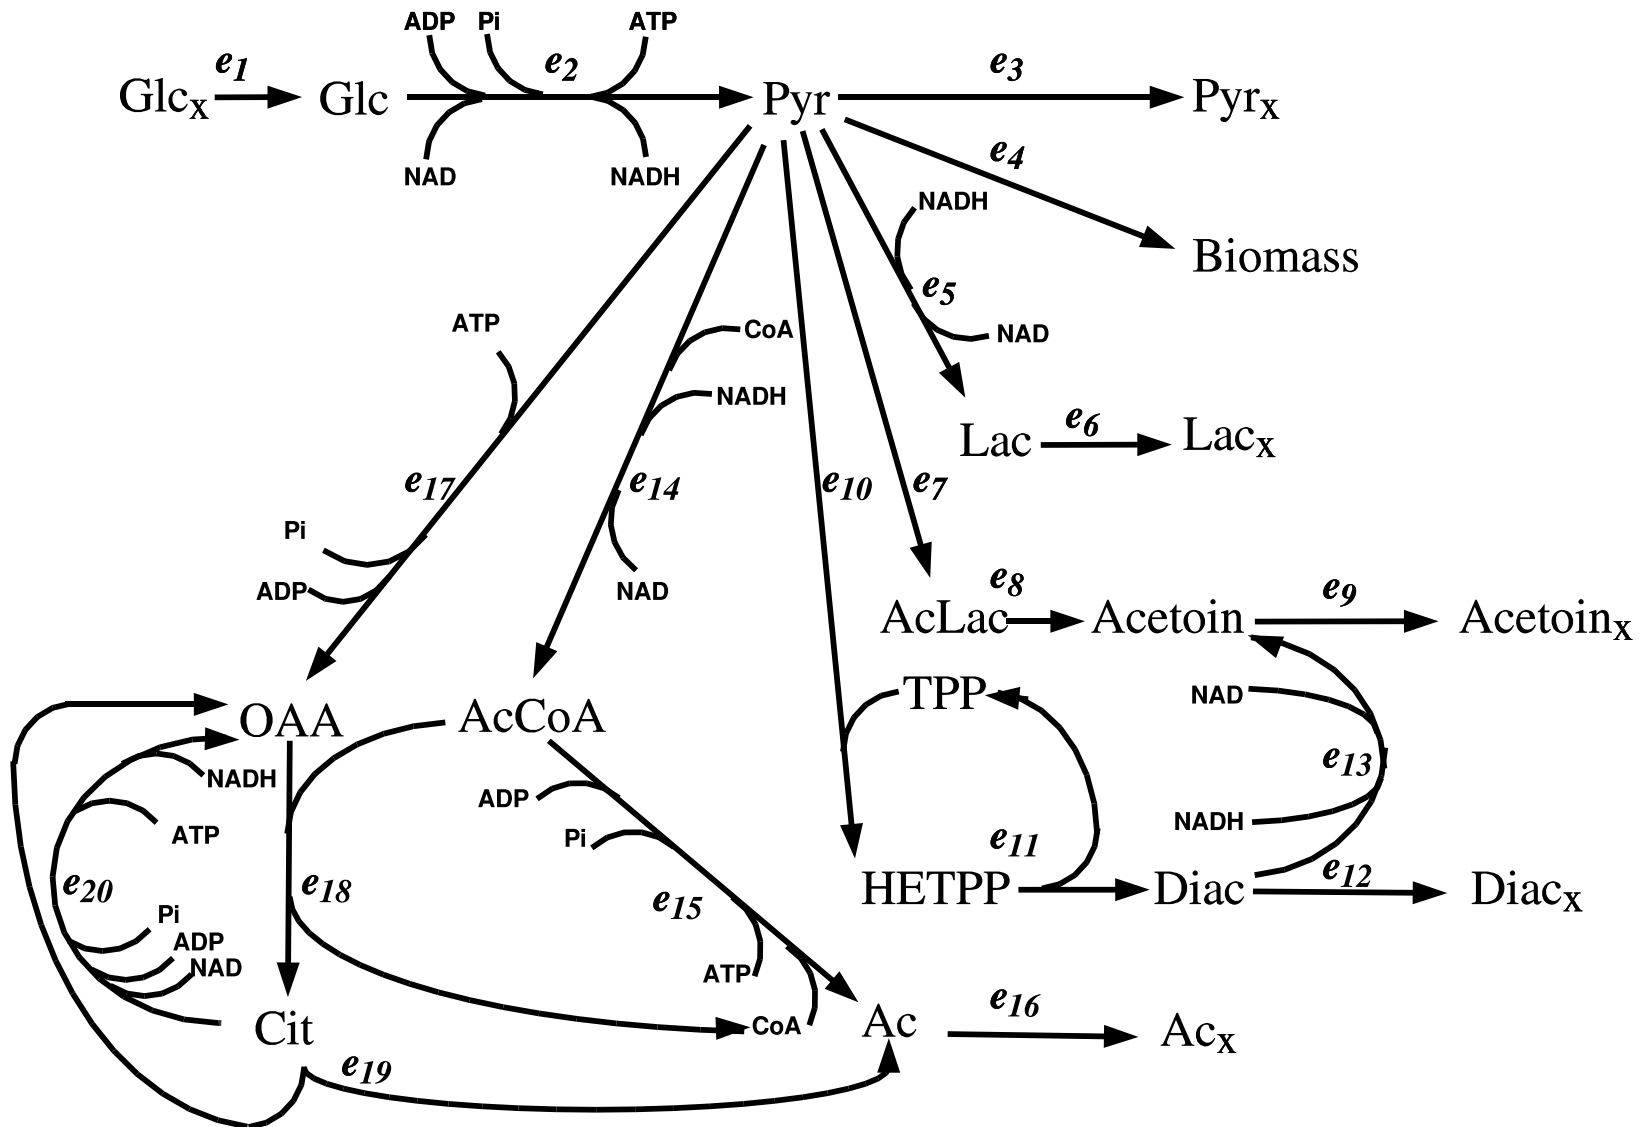 ADP Pi ATP
e1 e2 e3
Glcx Glc Pyr Pyrx
NAD NADH
e4
NADH
Biomass
e5
ATP CoA NAD
NADH
Lac e6 Lacx
e17 e14 e10 e7
Pi
ADP NAD
e8 e9
AcLac Acetoin Acetoinx
TPP NAD
OAA AcCoA
NADH e13
ADP
ATP Pi NADH
e11
e20 e18 HETPP Diac e12 Diacx
e15
Pi
ADP
NAD ATP
e16
Cit CoA Ac Acx
e19